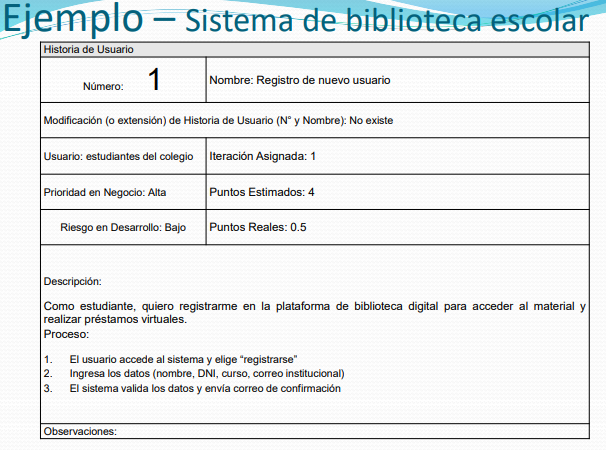 Ejemplo – Sistema de biblioteca escolar
Historia de Usuario
Número: 1
Nombre: Registro de nuevo usuario
Modificación (o extensión) de Historia de Usuario (N° y Nombre): No existe
Usuario: estudiantes del colegio
Iteración Asignada: 1
Prioridad en Negocio: Alta
Puntos Estimados: 4
Riesgo en Desarrollo: Bajo
Puntos Reales: 0.5
Descripción:
Como estudiante, quiero registrarme en la plataforma de biblioteca digital para acceder al material y
realizar préstamos virtuales.
Proceso:
1. El usuario accede al sistema y elige “registrarse”
2. Ingresa los datos (nombre, DNI, curso, correo institucional)
3. El sistema valida los datos y envía correo de confirmación
Observaciones: